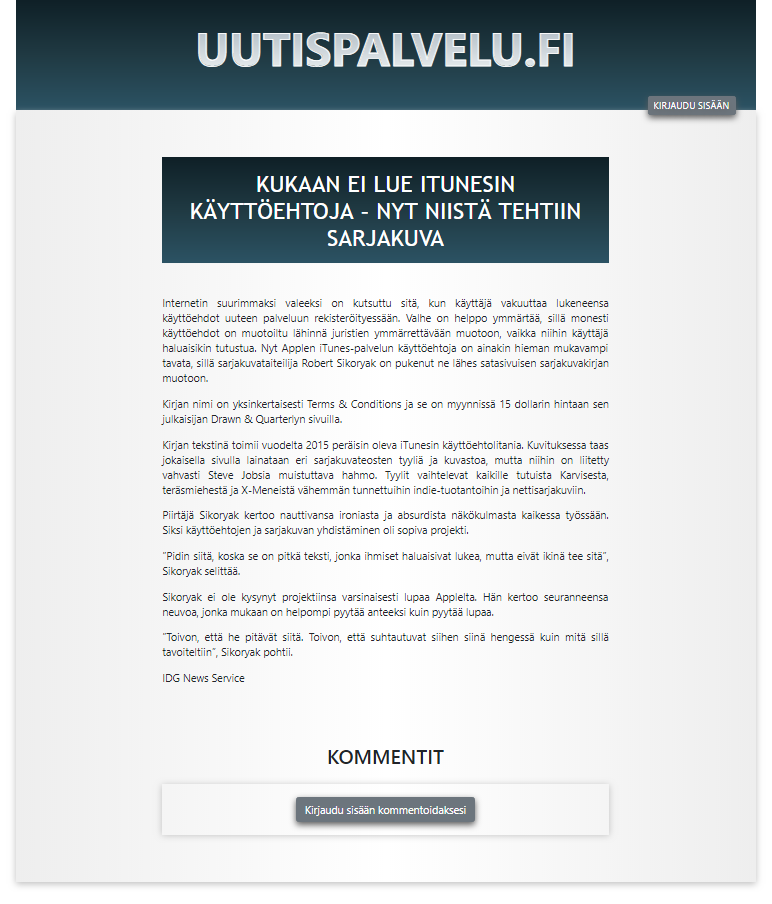 UUTISPALVELU.FI
KIRJAUDU SISÄÄN
KUKAAN EI LUE ITUNESIN
KÄYTTÖEHTOJA – NYT NIISTÄ TEHTIIN
SARJAKUVA
Internetin suurimmaksi valeeksi on kutsuttu sitä, kun käyttäjä vakuuttaa lukeneensa
käyttöehdot uuteen palveluun rekisteröityessään. Valhe on helppo ymmärtää, sillä monesti
käyttöehdot on muotoiltu lähinnä juristien ymmärrettävään muotoon, vaikka niihin käyttäjä
haluaisikin tutustua. Nyt Applen iTunes-palvelun käyttöehtoja on ainakin hieman mukavampi
tavata, sillä sarjakuvataiteilija Robert Sikoryak on pukenut ne lähes satasivuisen sarjakuvakirjan
muotoon.
Kirjan nimi on yksinkertaisesti Terms & Conditions ja se on myynnissä 15 dollarin hintaan sen
julkaisijan Drawn & Quarterlyn sivuilla.
Kirjan tekstinä toimii vuodelta 2015 peräisin oleva iTunesin käyttöehtolitania. Kuvituksessa taas
jokaisella sivulla lainataan eri sarjakuvateosten tyyliä ja kuvastoa, mutta niihin on liitetty
vahvasti Steve Jobsia muistuttava hahmo. Tyylit vaihtelevat kaikille tutuista Karvisesta,
teräsmiehestä ja X-Meneistä vähemmän tunnettuihin indie-tuotantoihin ja nettisarjakuviin.
Piirtäjä Sikoryak kertoo nauttivansa ironiasta ja absurdista näkökulmasta kaikessa työssään.
Siksi käyttöehtojen ja sarjakuvan yhdistäminen oli sopiva projekti.
”Pidin siitä, koska se on pitkä teksti, jonka ihmiset haluaisivat lukea, mutta eivät ikinä tee sitä”,
Sikoryak selittää.
Sikoryak ei ole kysynyt projektiinsa varsinaisesti lupaa Applelta. Hän kertoo seuranneensa
neuvoa, jonka mukaan on helpompi pyytää anteeksi kuin pyytää lupaa.
”Toivon, että he pitävät siitä. Toivon, että suhtautuvat siihen siinä hengessä kuin mitä sillä
tavoiteltiin”, Sikoryak pohtii.
IDG News Service
KOMMENTIT
Kirjaudu sisään kommentoidaksesi